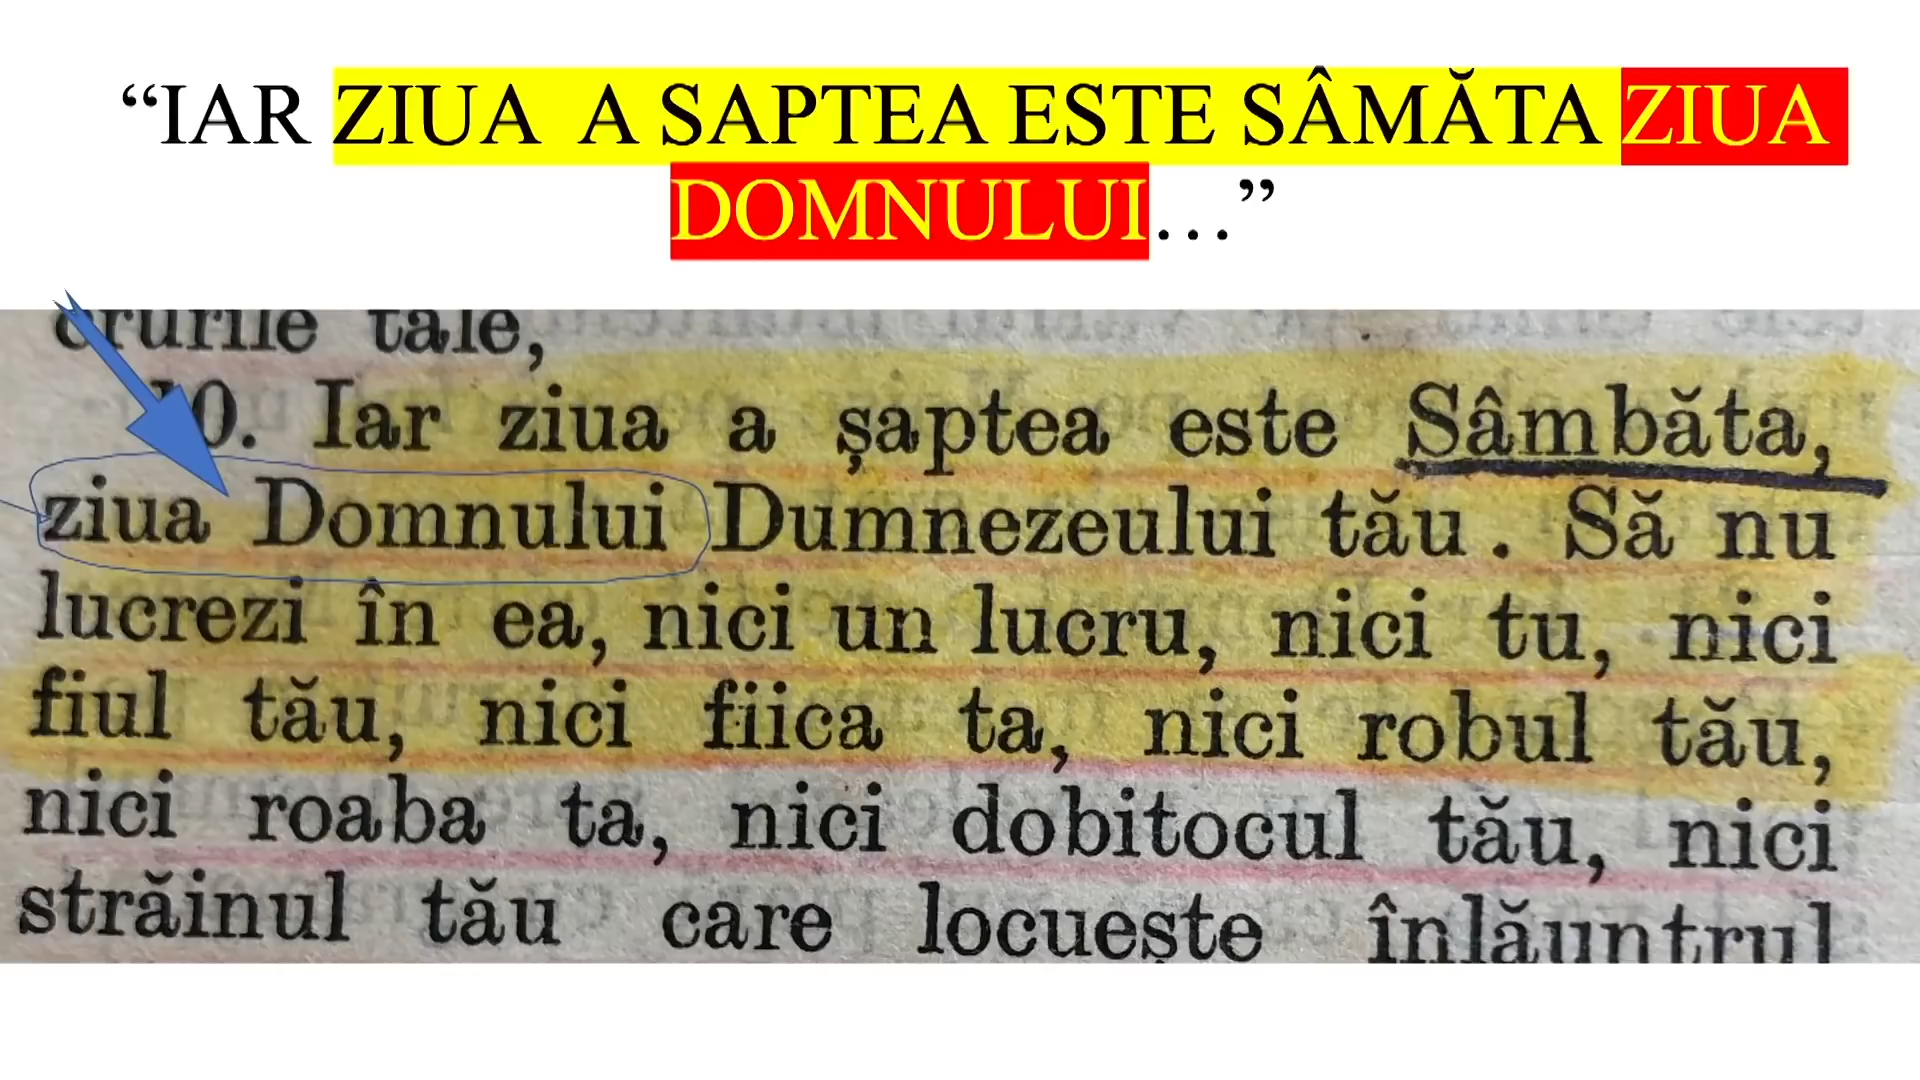 “IAR ZIUA A SAPTEA ESTE SÂMĂTA ZIUA
DOMNULUI…”
crurile tale,
10. Iar ziua a șaptea este Sâmbăta,
ziua Domnului Dumnezeului tău. Să nu
lucrezi în ea, nici un lucru, nici tu, nici
fiul tău, nici fiica ta, nici robul tău,
nici roaba ta, nici dobitocul tău, nici
străinul tău care locuește înlăuntrul